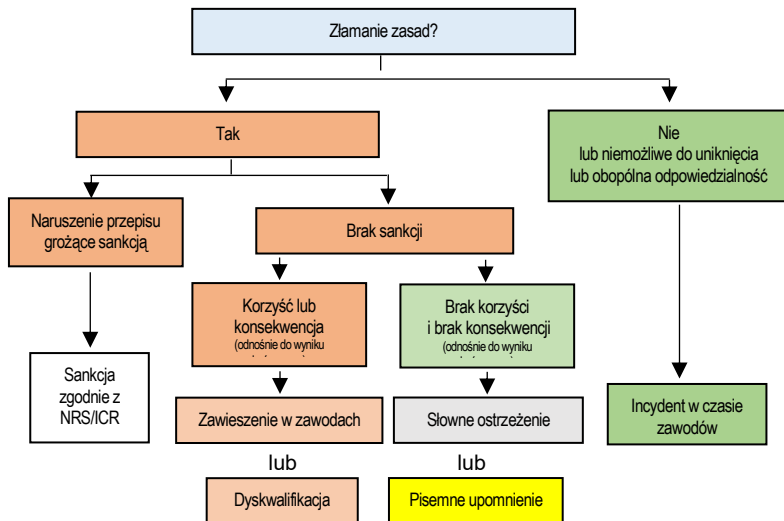 Złamanie zasad?
Tak
Nie
lub niemożliwe do uniknięcia
lub obopólna odpowiedzialność
Naruszenie przepisu
grożące sankcją
Brak sankcji
Korzyść lub
konsekwencja
(odnośnie do wyniku
Brak korzyści
i brak konsekwencji
(odnośnie do wyniku
Sankcja
zgodnie z
NRS/ICR
Zawieszenie w zawodach
Słowne ostrzeżenie
Incydent w czasie
zawodów
lub
lub
Dyskwalifikacja
Pisemne upomnienie